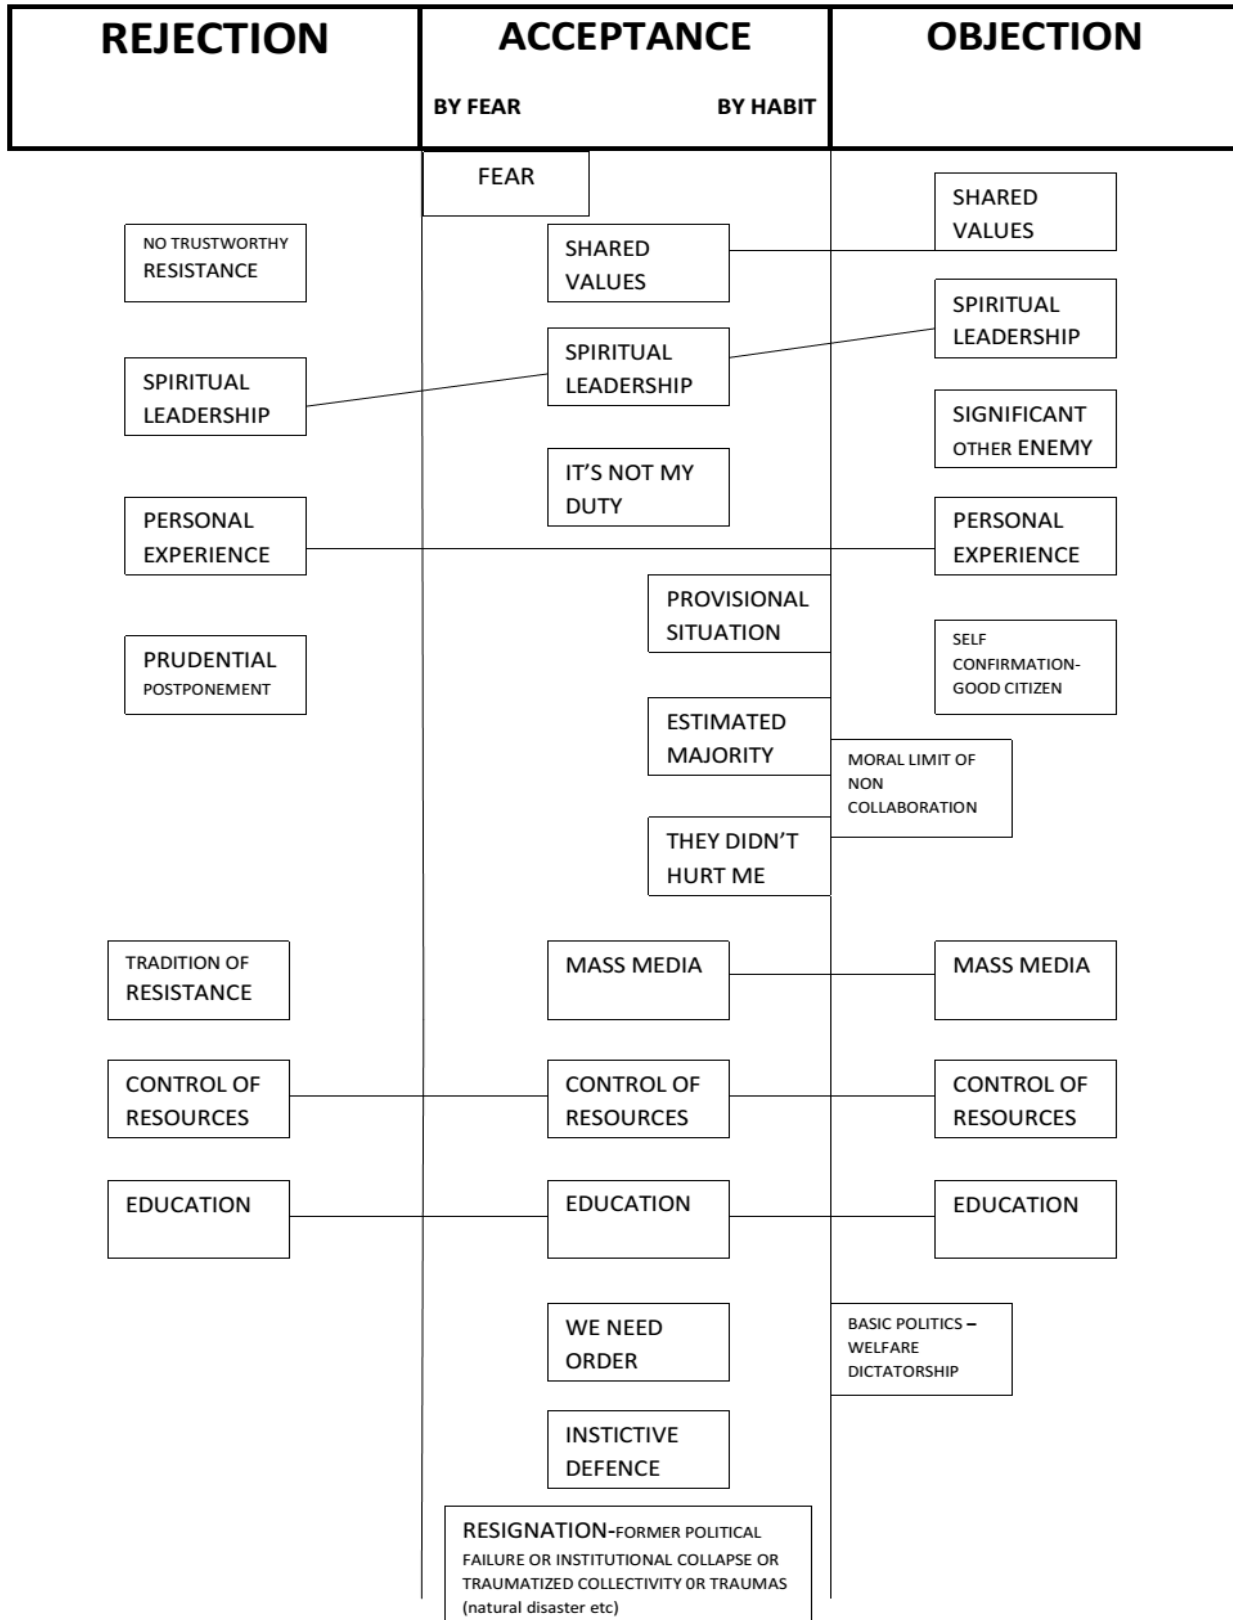 REJECTION
ACCEPTANCE
OBJECTION
BY FEAR
BY HABIT
FEAR
SHARED
VALUES
NO TRUSTWORTHY
RESISTANCE
SHARED
VALUES
SPIRITUAL
LEADERSHIP
SPIRITUAL
LEADERSHIP
SPIRITUAL
LEADERSHIP
SIGNIFICANT
OTHER ENEMY
IT'S NOT MY
DUTY
PERSONAL
EXPERIENCE
PERSONAL
EXPERIENCE
PROVISIONAL
SITUATION
PRUDENTIAL
POSTPONEMENT
SELF
CONFIRMATION-
GOOD CITIZEN
ESTIMATED
MAJORITY
MORAL LIMIT OF
NON
COLLABORATION
THEY DIDN'T
HURT ME
TRADITION OF
RESISTANCE
MASS MEDIA
MASS MEDIA
CONTROL OF
RESOURCES
CONTROL OF
RESOURCES
CONTROL OF
RESOURCES
EDUCATION
EDUCATION
EDUCATION
WE NEED
ORDER
BASIC POLITICS –
WELFARE
DICTATORSHIP
INSTICTIVE
DEFENCE
RESIGNATION-FORMER POLITICAL
FAILURE OR INSTITUTIONAL COLLAPSE OR
TRAUMATIZED COLLECTIVITY 0R TRAUMAS
(natural disaster etc)